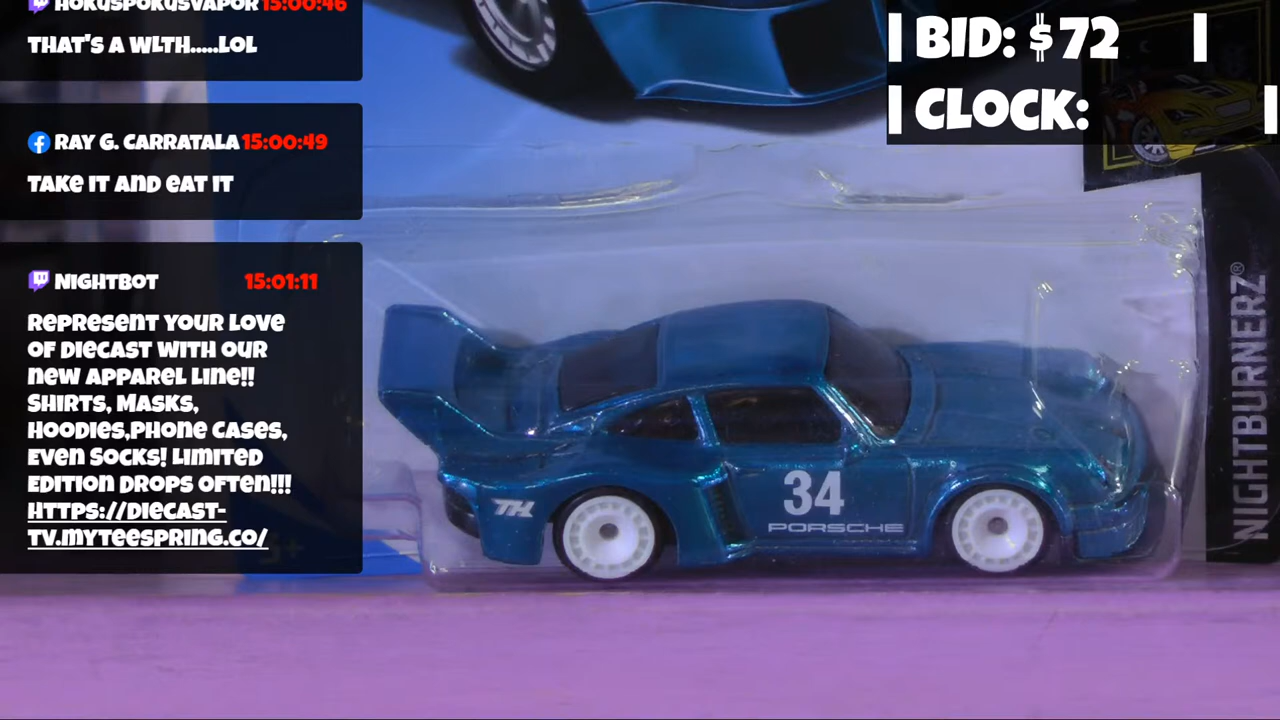 HOKUSPOKUSVAPOR 15:00:46
THAT'S A WLTH.....LOL
RAY G. CARRATALA 15:00:49
TAKE IT AND EAT IT
NIGHTBOT 15:01:11
REPRESENT YOUR LOVE
OF DIECAST WITH OUR
NEW APPAREL LINE!!
SHIRTS, MASKS,
HOODIES,PHONE CASES,
EVEN SOCKS! LIMITED
EDITION DROPS OFTEN!!!
HTTPS://DIECAST-
TV.MYTEESPRING.CO/
| BID: $72 |
| CLOCK: |
NIGHTBURNERZ®
34
PORSCHE
TH